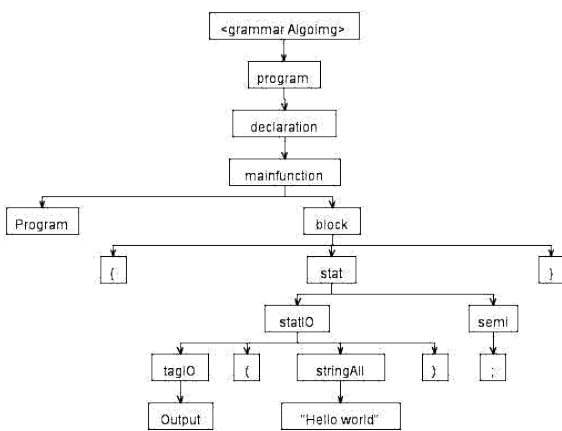 <grammar Algoimg>
program
declaration
mainfunction
Program
block
{
stat
}
statIO
semi
tagIO
(
stringAll
)
;
Output
"Hello world"